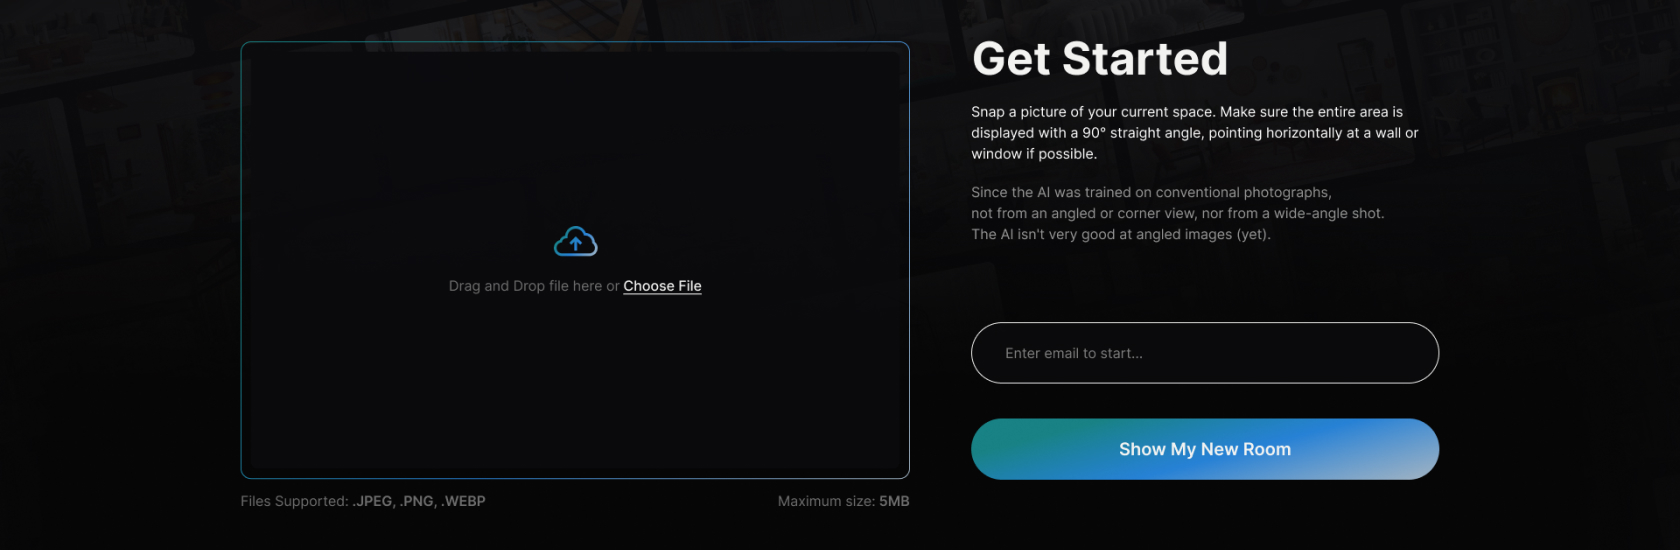 Get Started
Snap a picture of your current space. Make sure the entire area is
displayed with a 90° straight angle, pointing horizontally at a wall or
window if possible.
Since the AI was trained on conventional photographs,
not from an angled or corner view, nor from a wide-angle shot.
The AI isn't very good at angled images (yet).
Drag and Drop file here or Choose File
Enter email to start...
Show My New Room
Files Supported: .JPEG, .PNG, .WEBP
Maximum size: 5MB